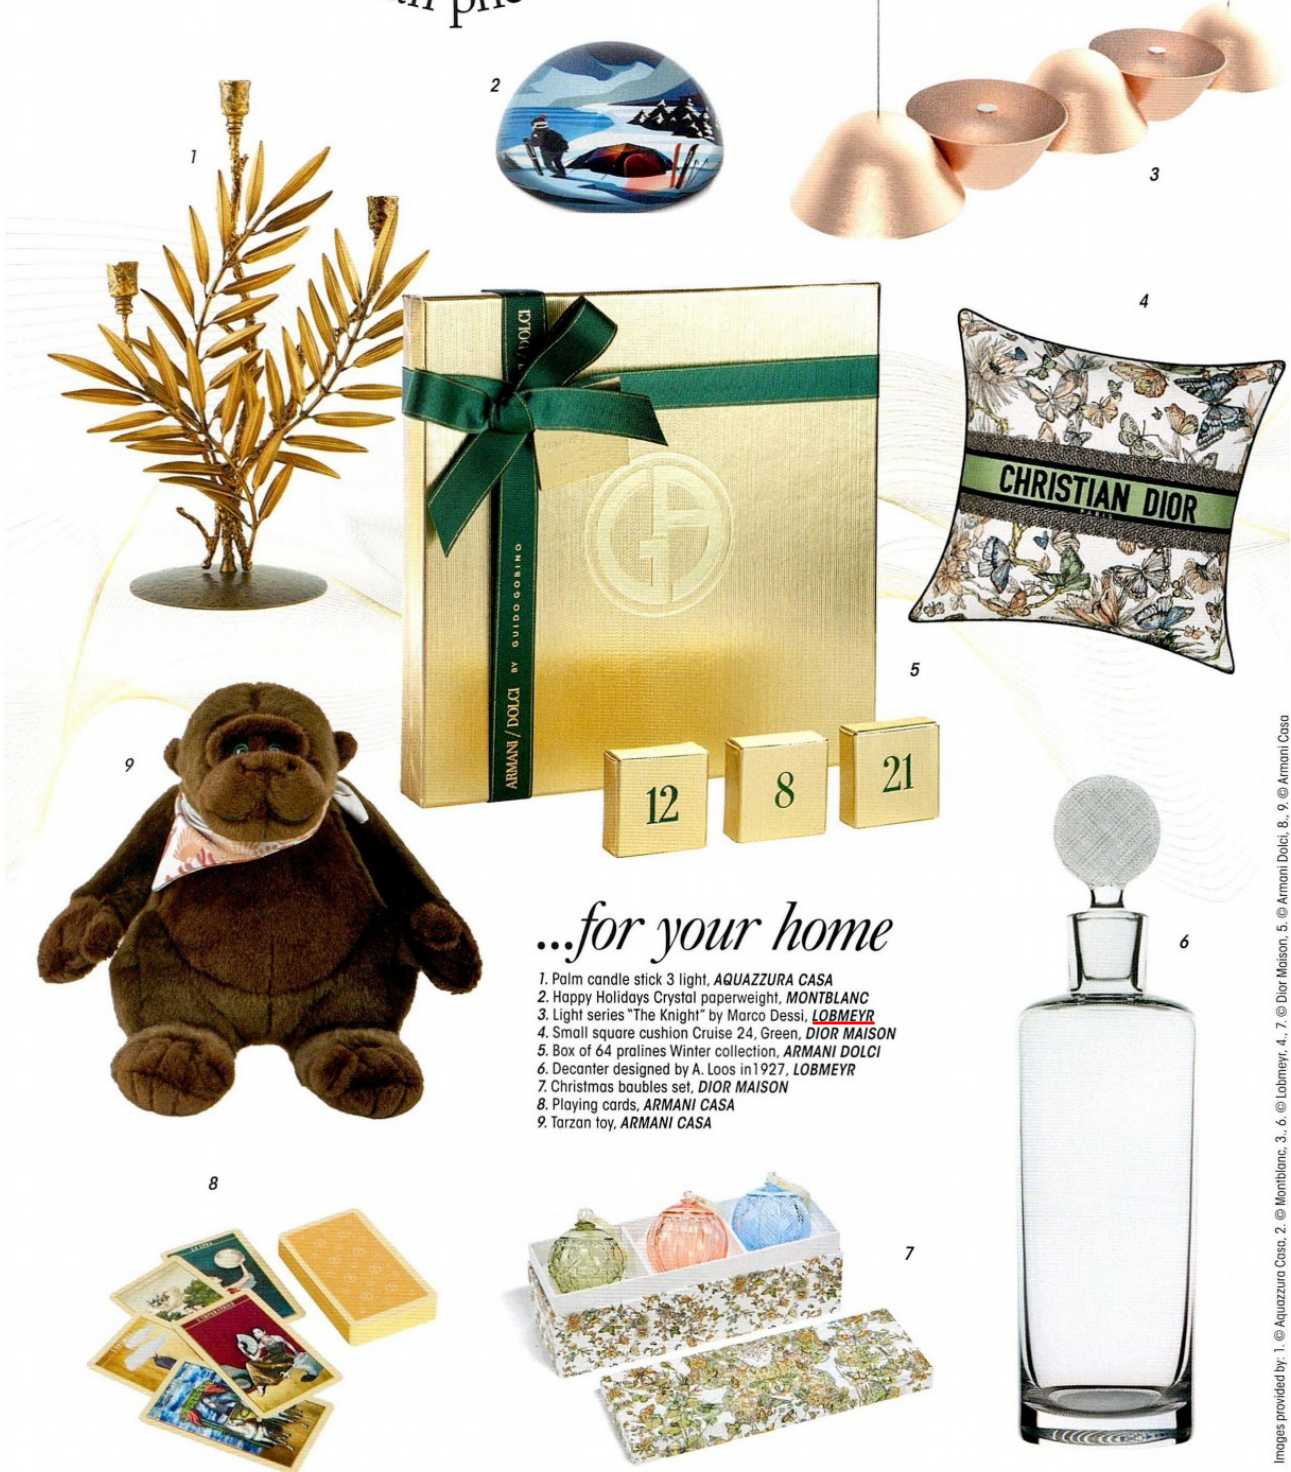 2
1
3
4
ARMANI / DOLCI BY GUIDO GOBINO
CHRISTIAN DIOR
PARIS
5
9
12
8
21
...for your home
1. Palm candle stick 3 light, AQUAZZURA CASA
2. Happy Holidays Crystal paperweight, MONTBLANC
3. Light series "The Knight" by Marco Dessi, LOBMEYR
4. Small square cushion Cruise 24, Green, DIOR MAISON
5. Box of 64 pralines Winter collection, ARMANI DOLCI
6. Decanter designed by A. Loos in1927, LOBMEYR
7. Christmas baubles set, DIOR MAISON
8. Playing cards, ARMANI CASA
9. Tarzan toy, ARMANI CASA
6
8
7
Images provided by: 1. © Aquazzura Casa, 2. © Montblanc, 3., 6. © Lobmeyr, 4., 7. © Dior Maison, 5. © Armani Dolci, 8., 9. © Armani Casa